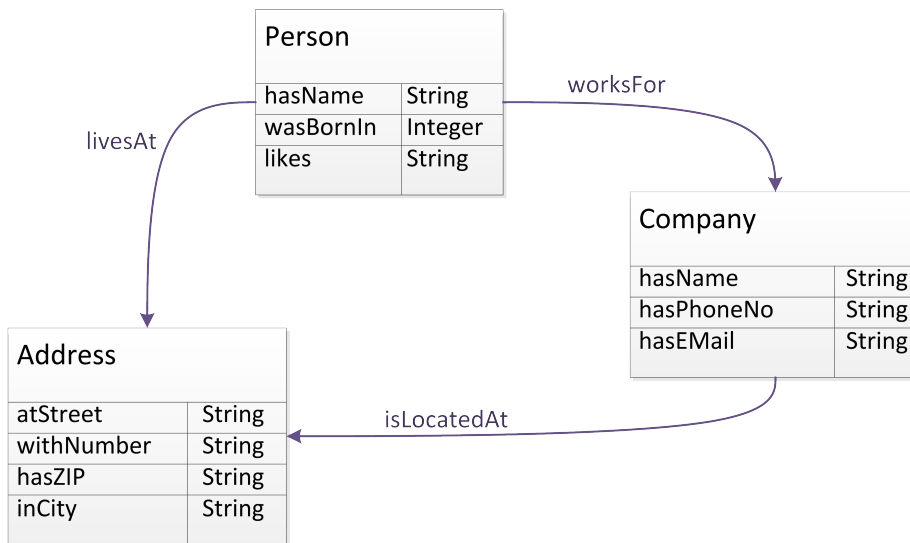 Person
hasName String
wasBornIn Integer
likes String
worksFor
livesAt
Company
hasName String
hasPhoneNo String
hasEMail String
Address
atStreet String
withNumber String
hasZIP String
inCity String
isLocatedAt